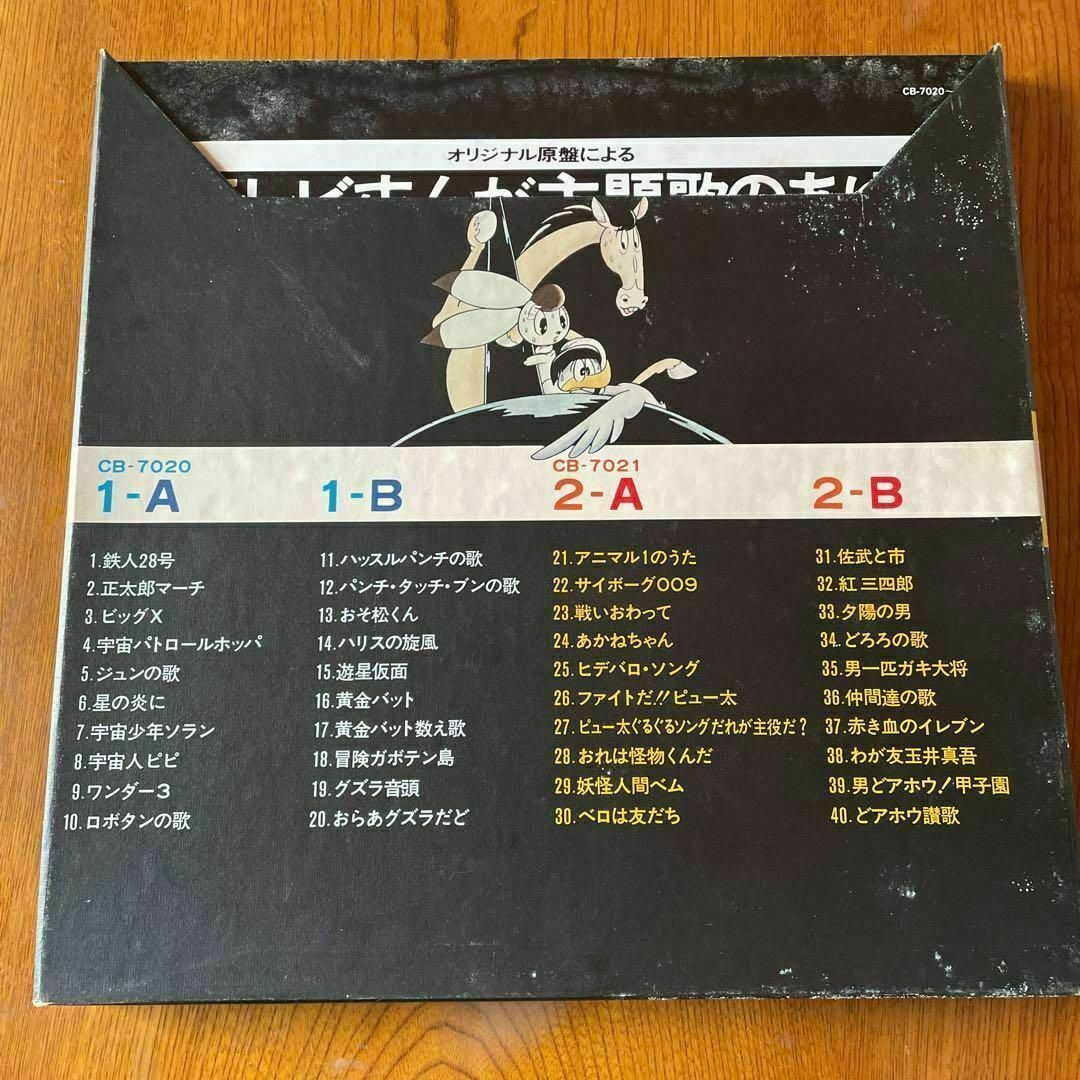 CB-7020~
オリジナル原盤による
テレビまんが主題歌のあゆ
CB-7020
1-A
1.鉄人28号
2.正太郎マーチ
3.ビッグX
4.宇宙パトロールホッパ
5.ジュンの歌
6.星の炎に
7.宇宙少年ソラン
8.宇宙人ピピ
9.ワンダー3
10.ロボタンの歌
1-B
11.ハッスルパンチの歌
12.パンチ・タッチ・ブンの歌
13.おそ松くん
14.ハリスの旋風
15.遊星仮面
16.黄金バット
17.黄金バット数え歌
18.冒険ガボテン島
19.グズラ音頭
20.おらあグズラだど
CB-7021
2-A
21.アニマル1のうた
22.サイボーグ009
23.戦いおわって
24.あかねちゃん
25.ヒデバロ・ソング
26.ファイトだ!!ピュー太
27.ピュー太ぐるぐるソングだれが主役だ?
28.おれは怪物くんだ
29.妖怪人間ベム
30.ベロは友だち
2-B
31.佐武と市
32.紅三四郎
33.夕陽の男
34.どろろの歌
35.男一匹ガキ大将
36.仲間達の歌
37.赤き血のイレブン
38.わが友玉井真吾
39.男どアホウ!甲子園
40.どアホウ讃歌